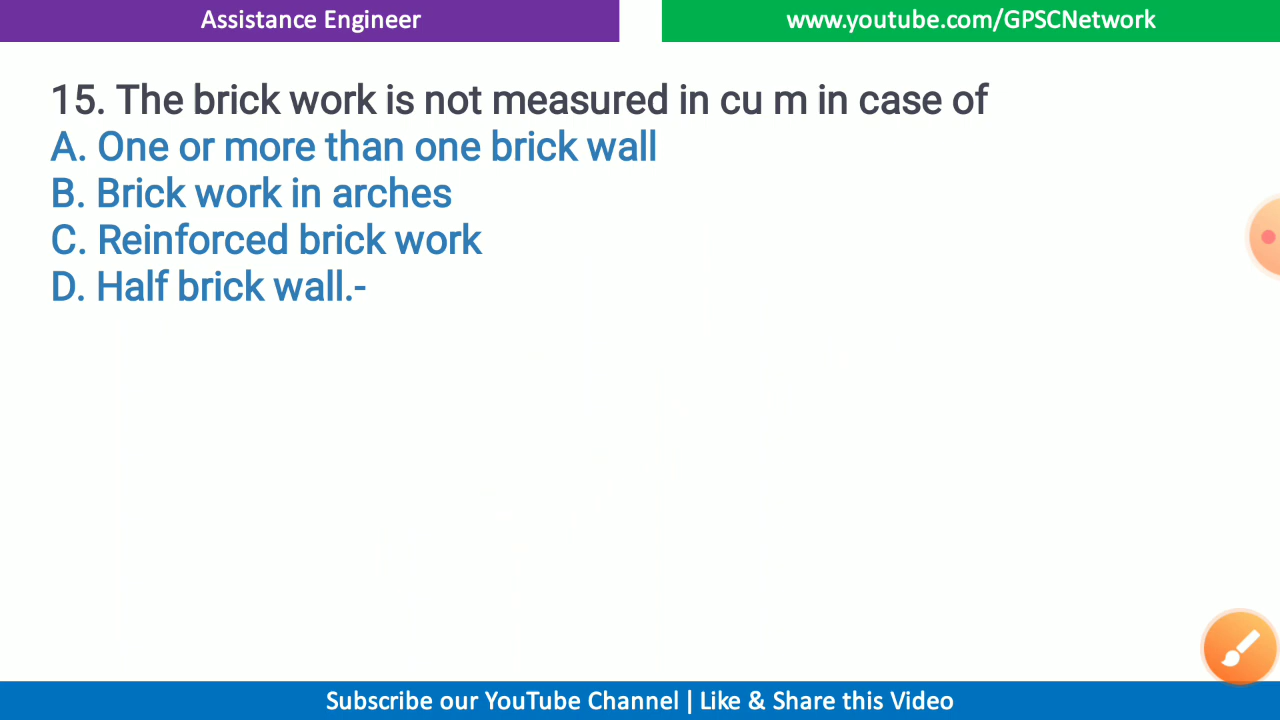 Assistance Engineer
www.youtube.com/GPSCNetwork
15. The brick work is not measured in cu m in case of
A. One or more than one brick wall
B. Brick work in arches
C. Reinforced brick work
D. Half brick wall.-
Subscribe our YouTube Channel | Like & Share this Video